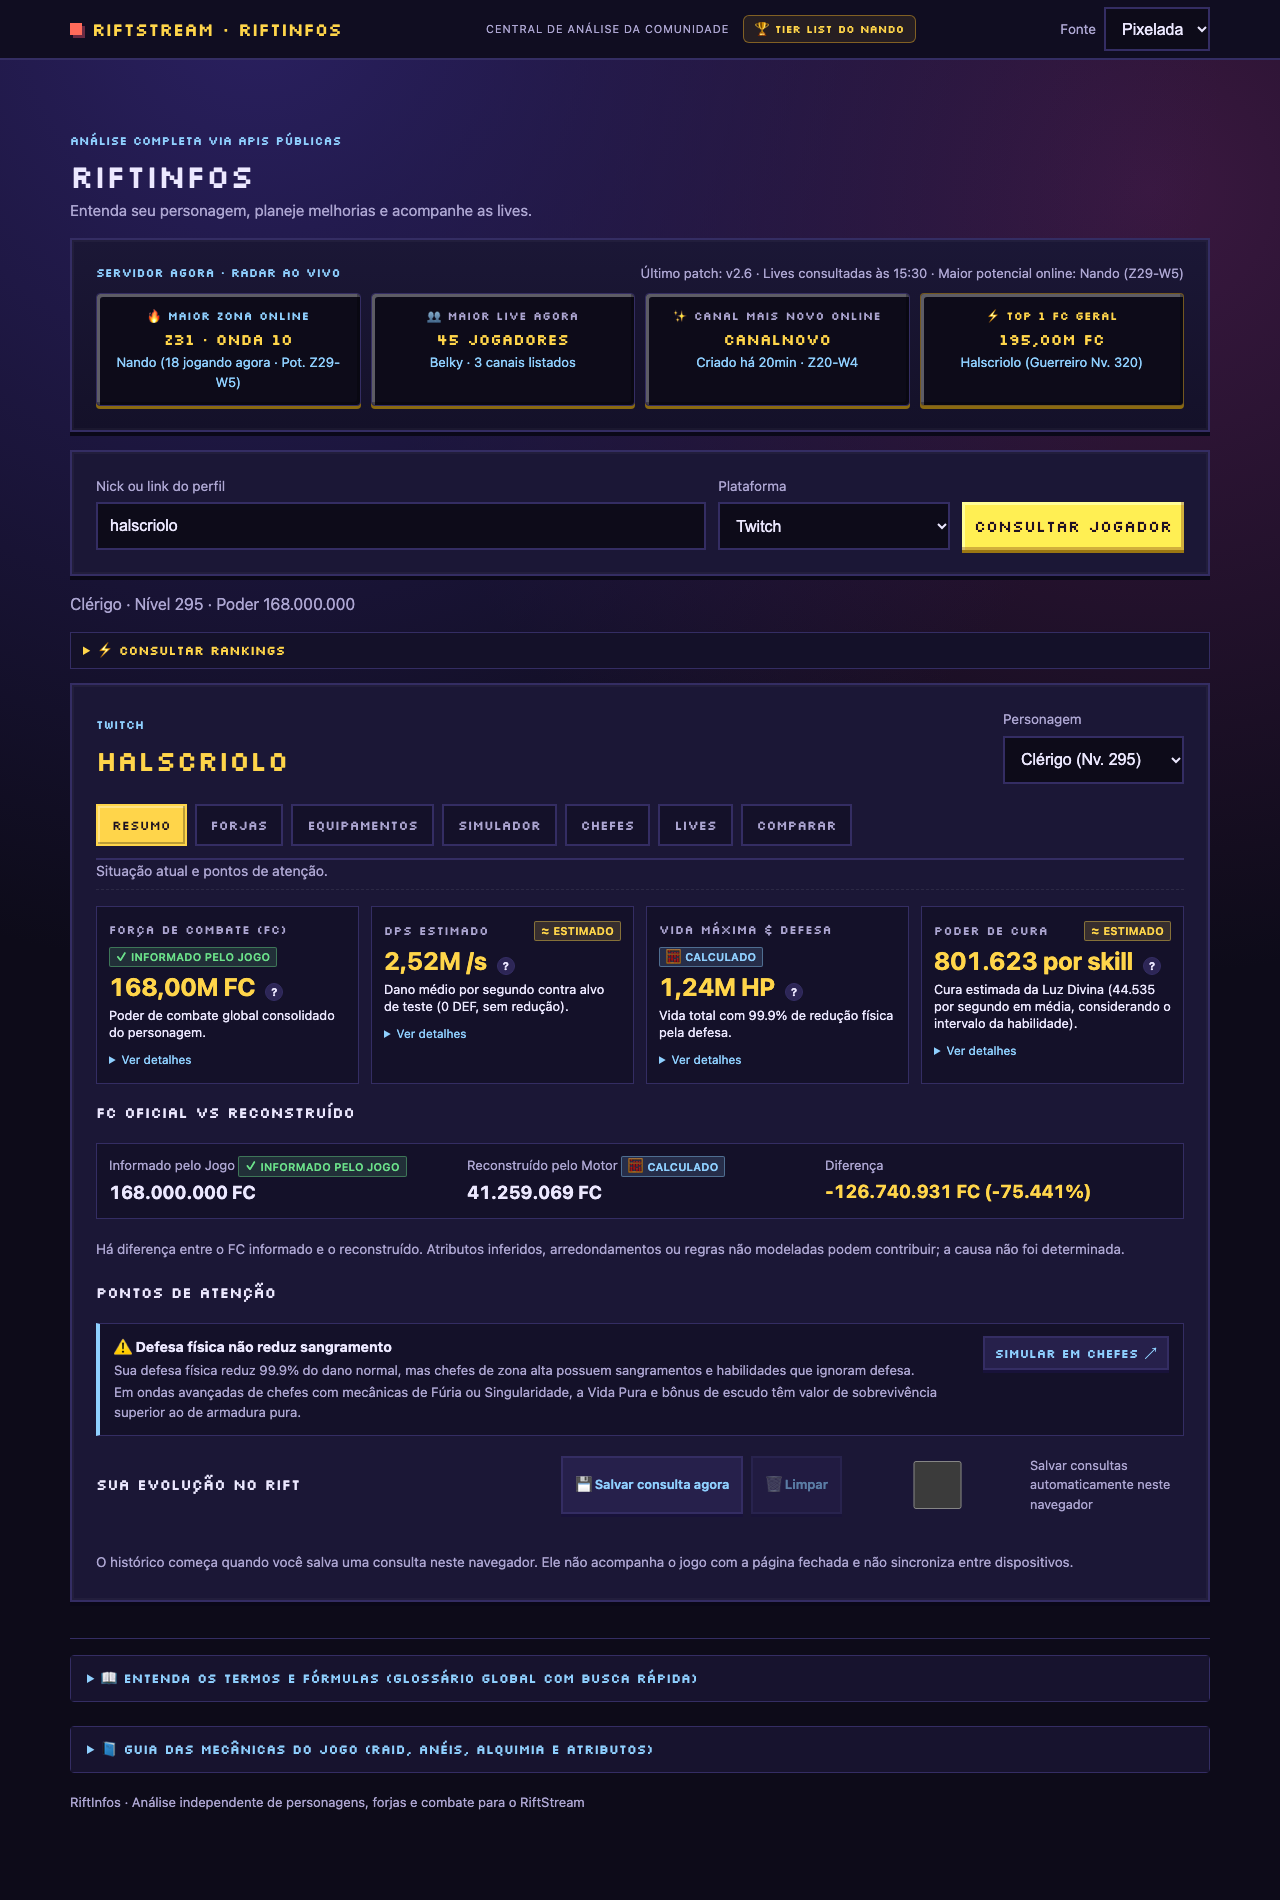 RIFTSTREAM · RIFTINFOS
CENTRAL DE ANÁLISE DA COMUNIDADE
🏆 TIER LIST DO NANDO
Fonte
Pixelada
ANÁLISE COMPLETA VIA APIS PÚBLICAS
RIFTINFOS
Entenda seu personagem, planeje melhorias e acompanhe as lives.
SERVIDOR AGORA · RADAR AO VIVO
Último patch: v2.6 · Lives consultadas às 15:30 · Maior potencial online: Nando (Z29-W5)
🔥 MAIOR ZONA ONLINE
Z31 · ONDA 10
Nando (18 jogando agora · Pot. Z29-
W5)
👥 MAIOR LIVE AGORA
45 JOGADORES
Belky · 3 canais listados
✨ CANAL MAIS NOVO ONLINE
CANALNOVO
Criado há 20min · Z20-W4
⚡ TOP 1 FC GERAL
195,00M FC
Halscriolo (Guerreiro Nv. 320)
Nick ou link do perfil
halscriolo
Plataforma
Twitch
CONSULTAR JOGADOR
Clérigo · Nível 295 · Poder 168.000.000
▶ ⚡ CONSULTAR RANKINGS
TWITCH
HALSCRIOLO
Personagem
Clérigo (Nv. 295)
RESUMO
FORJAS
EQUIPAMENTOS
SIMULADOR
CHEFES
LIVES
COMPARAR
Situação atual e pontos de atenção.
FORÇA DE COMBATE (FC)
✓ INFORMADO PELO JOGO
168,00M FC ?
Poder de combate global consolidado
do personagem.
▶ Ver detalhes
DPS ESTIMADO
≈ ESTIMADO
2,52M /s ?
Dano médio por segundo contra alvo
de teste (0 DEF, sem redução).
▶ Ver detalhes
VIDA MÁXIMA & DEFESA
🧮 CALCULADO
1,24M HP ?
Vida total com 99.9% de redução física
pela defesa.
▶ Ver detalhes
PODER DE CURA
≈ ESTIMADO
801.623 por skill ?
Cura estimada da Luz Divina (44.535
por segundo em média, considerando o
intervalo da habilidade).
▶ Ver detalhes
FC OFICIAL VS RECONSTRUÍDO
Informado pelo Jogo ✓ INFORMADO PELO JOGO
168.000.000 FC
Reconstruído pelo Motor 🧮 CALCULADO
41.259.069 FC
Diferença
-126.740.931 FC (-75.441%)
Há diferença entre o FC informado e o reconstruído. Atributos inferidos, arredondamentos ou regras não modeladas podem contribuir; a causa não foi determinada.
PONTOS DE ATENÇÃO
⚠️ Defesa física não reduz sangramento
Sua defesa física reduz 99.9% do dano normal, mas chefes de zona alta possuem sangramentos e habilidades que ignoram defesa.
Em ondas avançadas de chefes com mecânicas de Fúria ou Singularidade, a Vida Pura e bônus de escudo têm valor de sobrevivência
superior ao de armadura pura.
SIMULAR EM CHEFES ↗
SUA EVOLUÇÃO NO RIFT
💾 Salvar consulta agora
🗑️ Limpar
Salvar consultas
automaticamente neste
navegador
O histórico começa quando você salva uma consulta neste navegador. Ele não acompanha o jogo com a página fechada e não sincroniza entre dispositivos.
▶ 📖 ENTENDA OS TERMOS E FÓRMULAS (GLOSSÁRIO GLOBAL COM BUSCA RÁPIDA)
▶ 📘 GUIA DAS MECÂNICAS DO JOGO (RAID, ANÉIS, ALQUIMIA E ATRIBUTOS)
RiftInfos · Análise independente de personagens, forjas e combate para o RiftStream